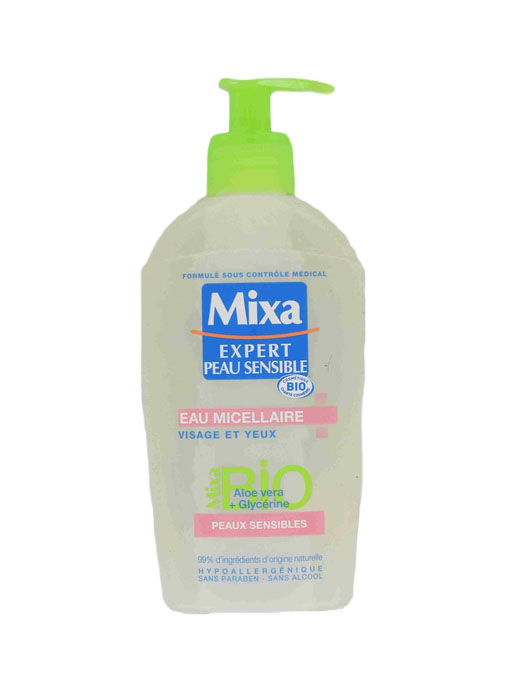 FORMULÉ SOUS CONTRÔLE MÉDICAL
Mixa
EXPERT
PEAU SENSIBLE
COSMÉTIQUE
BIO
EAU MICELLAIRE
VISAGE ET YEUX
Mixa
BIO
Aloe vera
+ Glycérine
PEAUX SENSIBLES
99% d'ingrédients d'origine naturelle
HYPOALLERGÉNIQUE
SANS PARABEN - SANS ALCOOL